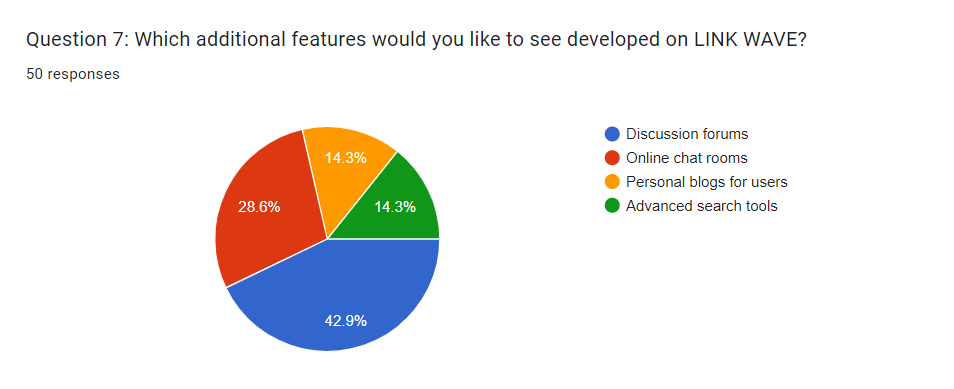 Question 7: Which additional features would you like to see developed on LINK WAVE?
50 responses
14.3%
28.6%
14.3%
42.9%
Discussion forums
Online chat rooms
Personal blogs for users
Advanced search tools